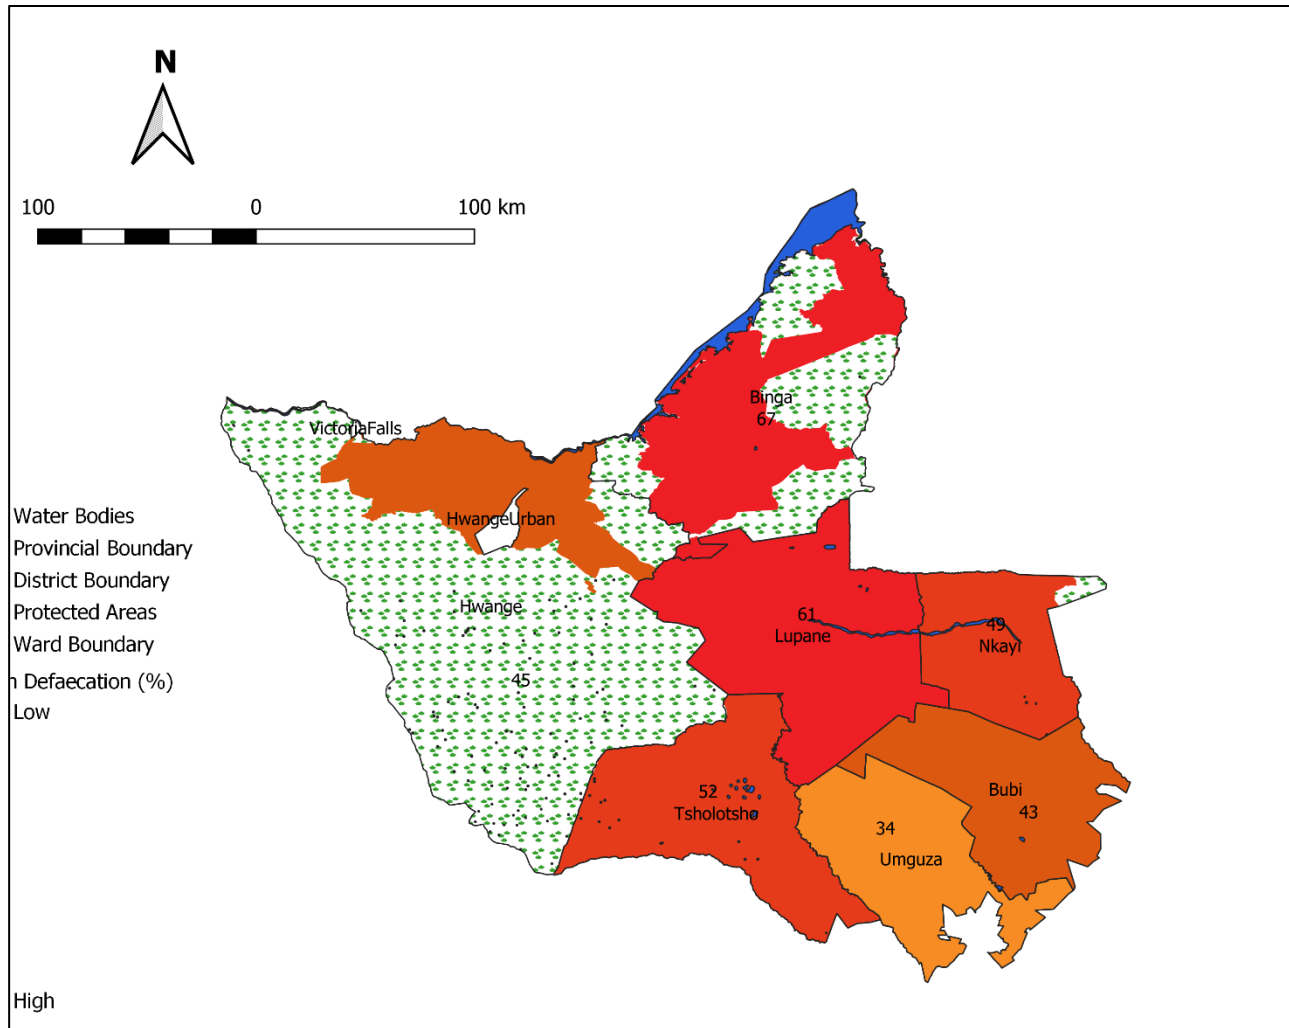 N
100 0 100 km
Binga
67
VictoriaFalls
Water Bodies
HwangeUrban
Provincial Boundary
District Boundary
Protected Areas
Hwange
61
Lupane
49
Nkayi
Ward Boundary
45
n Defaecation (%)
Low
52
Tsholotsho
Bubi
43
34
Umguza
High